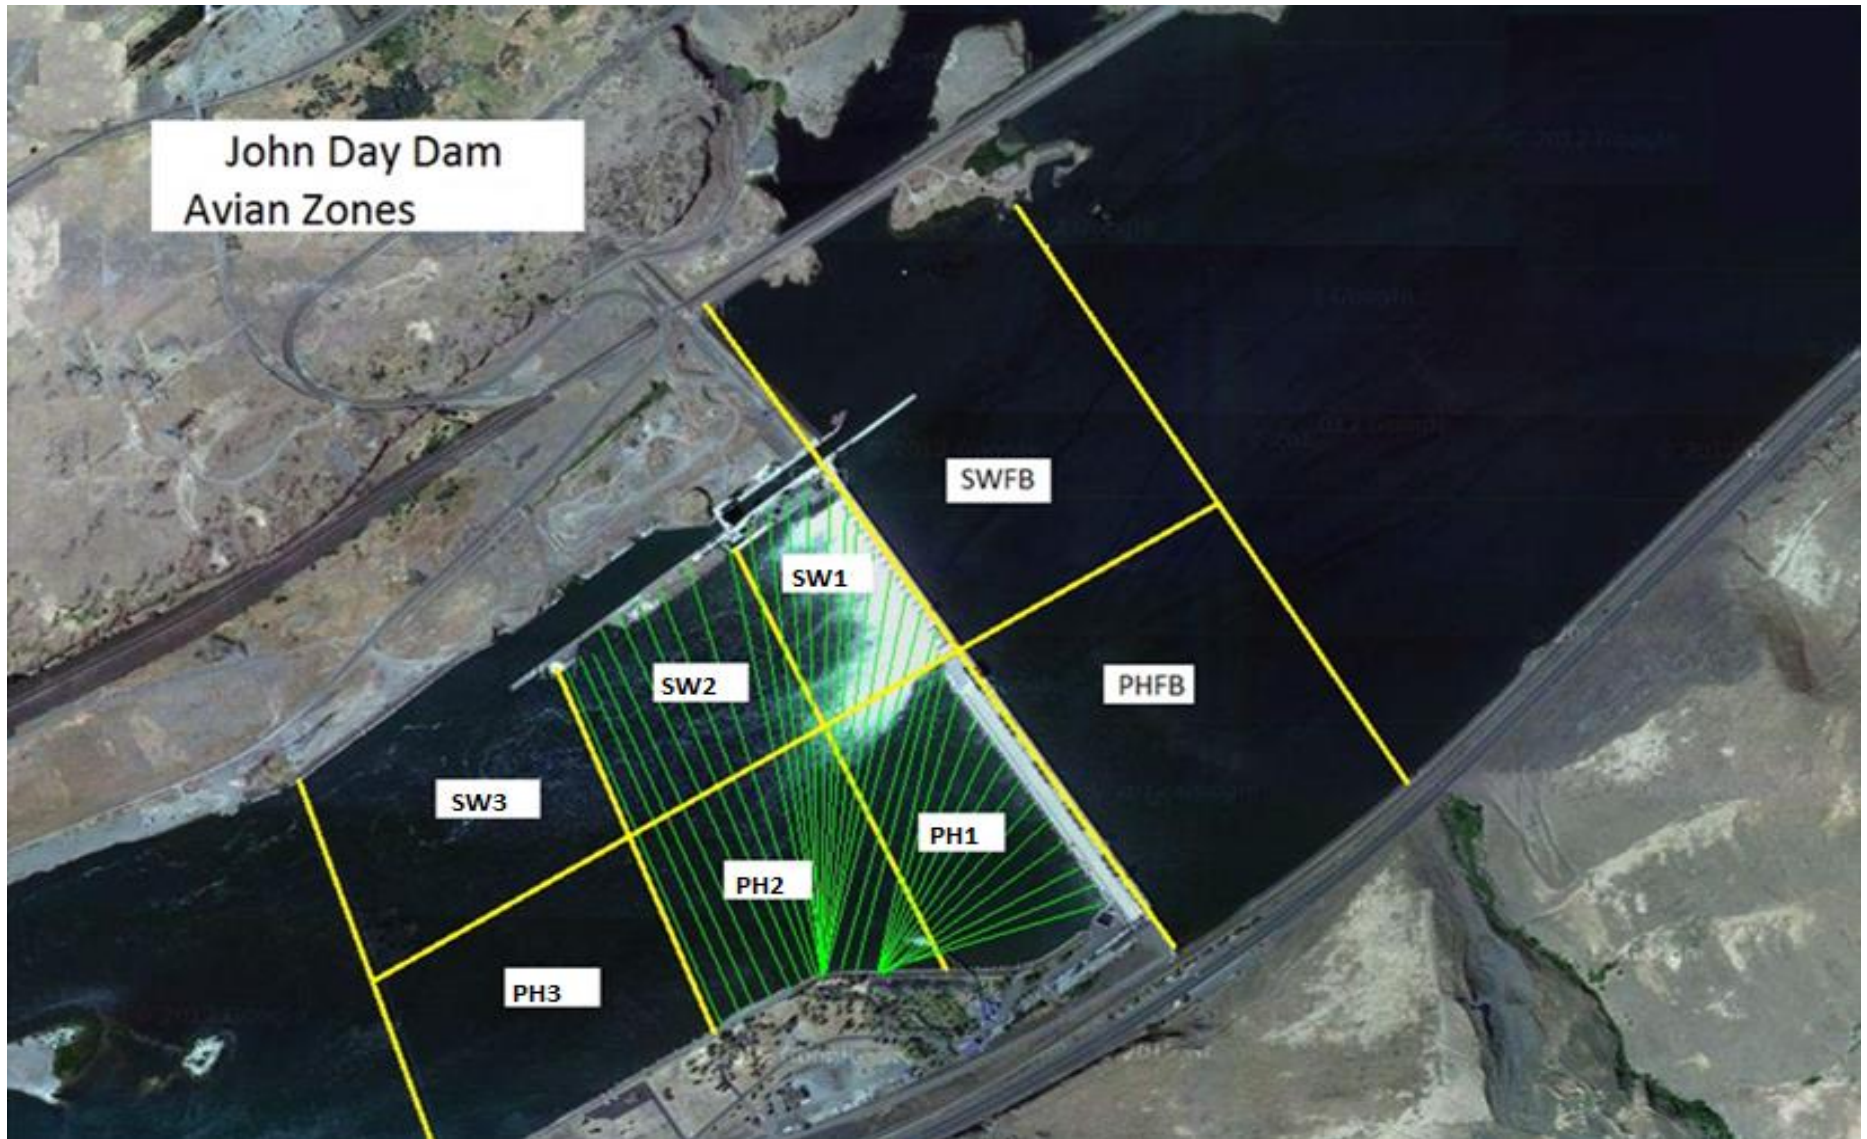 John Day Dam
Avian Zones
SWFB
SW1
SW2
PHFB
SW3
PH1
PH2
PH3